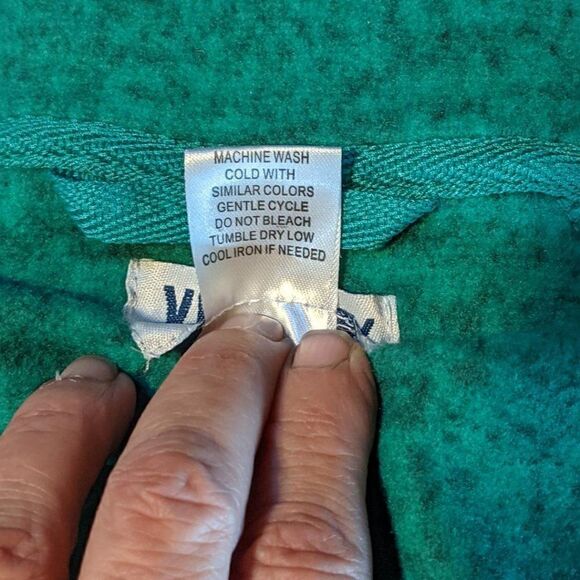 MACHINE WASH
COLD WITH
SIMILAR COLORS
GENTLE CYCLE
DO NOT BLEACH
TUMBLE DRY LOW
COOL IRON IF NEEDED